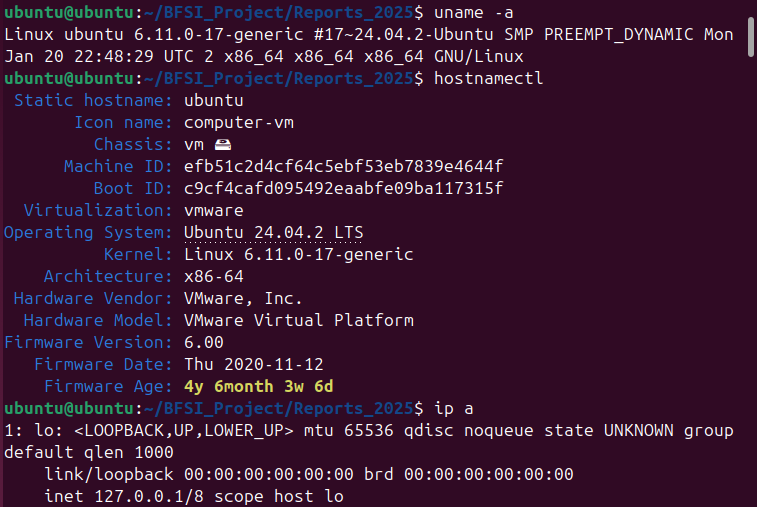 ubuntu@ubuntu:~/BFSI_Project/Reports_2025$ uname -a
Linux ubuntu 6.11.0-17-generic #17~24.04.2-Ubuntu SMP PREEMPT_DYNAMIC Mon
Jan 20 22:48:29 UTC 2 x86_64 x86_64 x86_64 GNU/Linux
ubuntu@ubuntu:~/BFSI_Project/Reports_2025$ hostnamectl
 Static hostname: ubuntu
       Icon name: computer-vm
         Chassis: vm 🖴
      Machine ID: efb51c2d4cf64c5ebf53eb7839e4644f
         Boot ID: c9cf4cafd095492eaabfe09ba117315f
  Virtualization: vmware
Operating System: Ubuntu 24.04.2 LTS
          Kernel: Linux 6.11.0-17-generic
    Architecture: x86-64
 Hardware Vendor: VMware, Inc.
  Hardware Model: VMware Virtual Platform
Firmware Version: 6.00
   Firmware Date: Thu 2020-11-12
    Firmware Age: 4y 6month 3w 6d
ubuntu@ubuntu:~/BFSI_Project/Reports_2025$ ip a
1: lo: <LOOPBACK,UP,LOWER_UP> mtu 65536 qdisc noqueue state UNKNOWN group
default qlen 1000
    link/loopback 00:00:00:00:00:00 brd 00:00:00:00:00:00
    inet 127.0.0.1/8 scope host lo